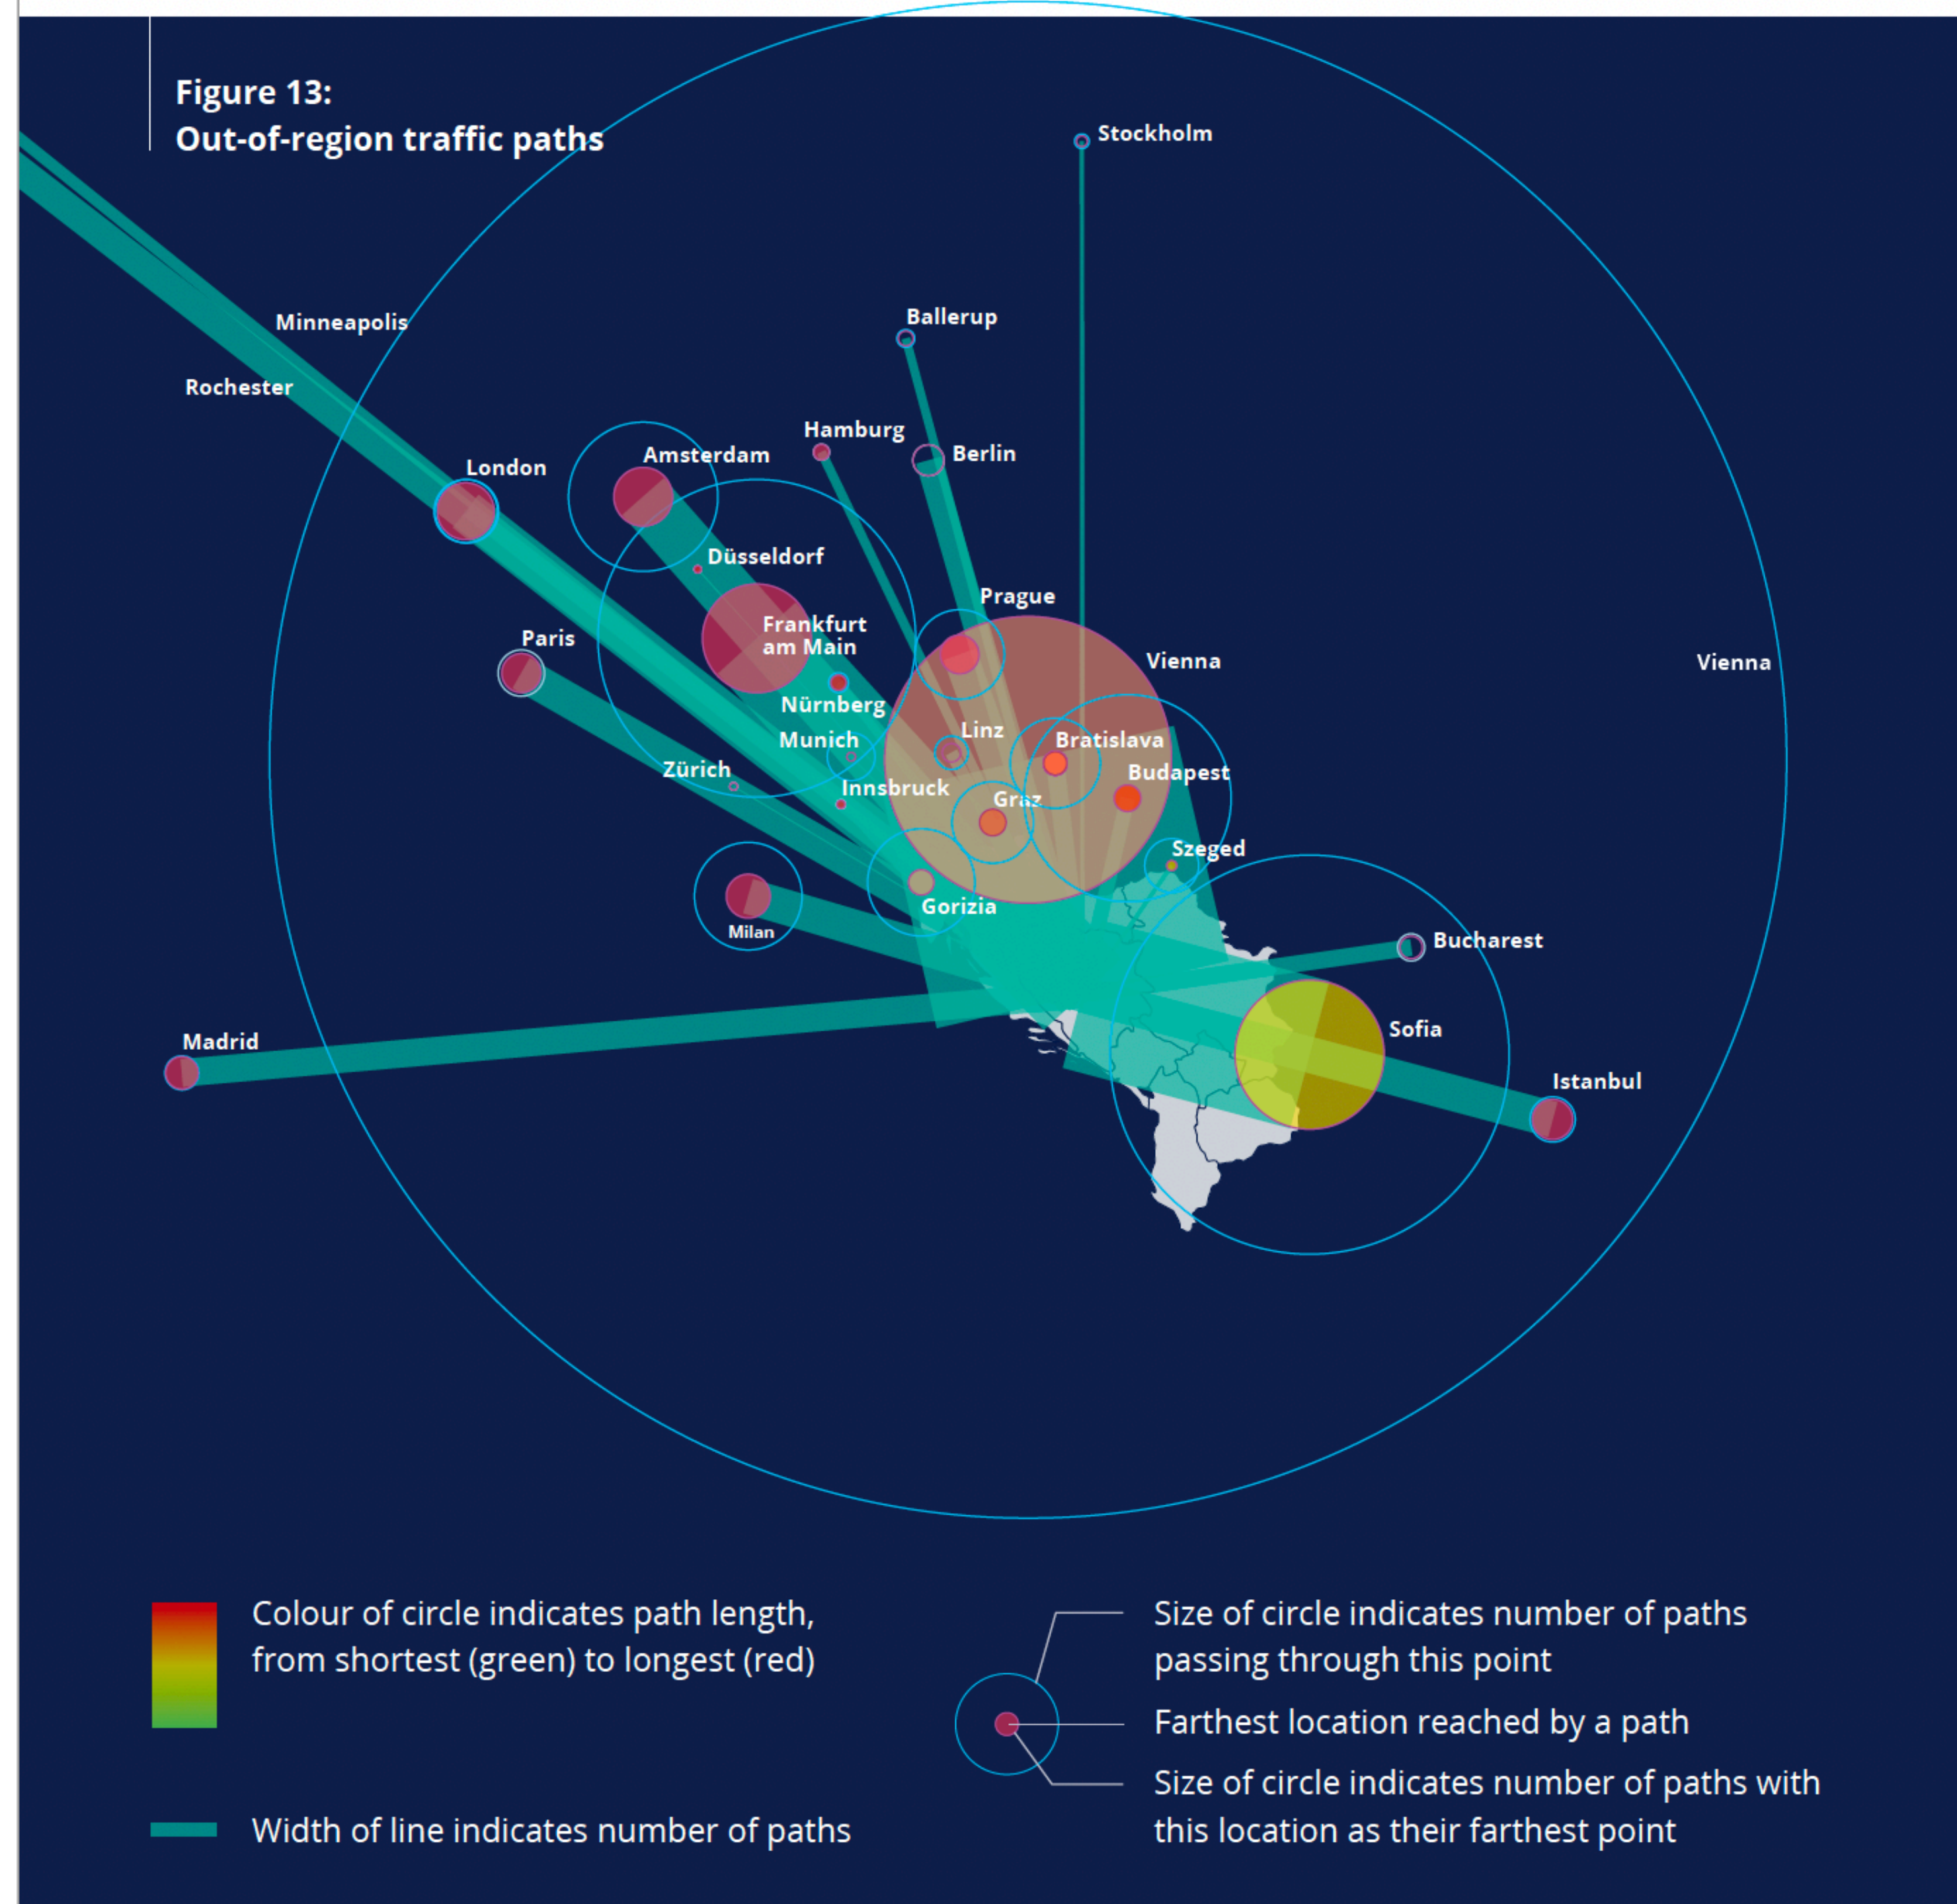 Figure 13:
Out-of-region traffic paths
Stockholm
Ballerup
Minneapolis
Rochester
Hamburg
Berlin
Amsterdam
London
Düsseldorf
Prague
Frankfurt
am Main
Paris
Vienna
Vienna
Nürnberg
Linz
Munich
Bratislava
Zürich
Budapest
Innsbruck
Graz
Szeged
Gorizia
Milan
Bucharest
Sofia
Madrid
Istanbul
Colour of circle indicates path length,
from shortest (green) to longest (red)
Width of line indicates number of paths
Size of circle indicates number of paths
passing through this point
Farthest location reached by a path
Size of circle indicates number of paths with
this location as their farthest point